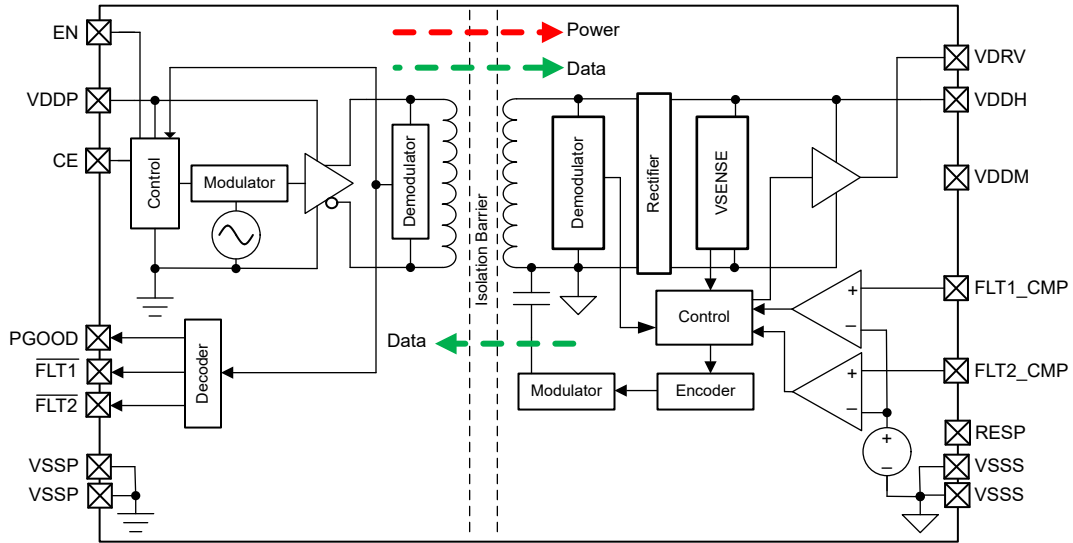 EN
VDDP
CE
Control
Modulator
Demodulator
PGOOD
FLT1
FLT2
Decoder
VSSP
VSSP
Power
Data
Isolation Barrier
Data
Demodulator
Rectifier
VSENSE
Control
Modulator
Encoder
+
−
+
−
+
−
VDRV
VDDH
VDDM
FLT1_CMP
FLT2_CMP
RESP
VSSS
VSSS